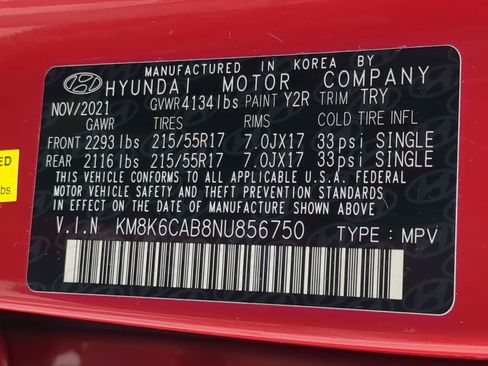 MANUFACTURED IN KOREA BY
HYUNDAI MOTOR COMPANY
NOV/2021 GVWR4134lbs PAINT Y2R TRIM TRY
GAWR TIRES RIMS COLD TIRE INFL
FRONT 2293lbs 215/55R17 7.0JX17 33psi SINGLE
REAR 2116lbs 215/55R17 7.0JX17 33psi SINGLE
THIS VEHICLE CONFORMS TO ALL APPLICABLE U.S.A. FEDERAL
MOTOR VEHICLE SAFETY AND THEFT PREVENTION STANDARDS
IN EFFECT ON THE DATE OF MANUFACTURE SHOWN ABOVE.
V.I.N KM8K6CAB8NU856750 TYPE : MPV
ED
bs